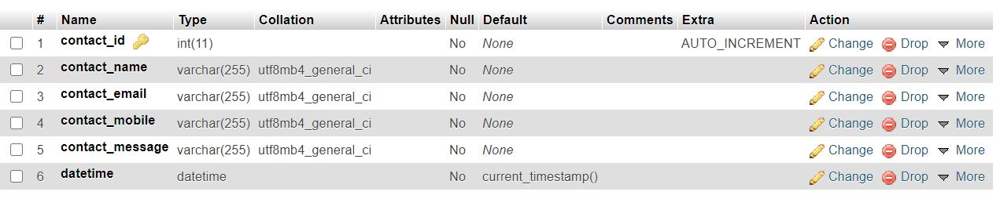 # Name Type Collation Attributes Null Default Comments Extra Action
1 contact_id int(11) No None AUTO_INCREMENT Change Drop More
2 contact_name varchar(255) utf8mb4_general_ci No None Change Drop More
3 contact_email varchar(255) utf8mb4_general_ci No None Change Drop More
4 contact_mobile varchar(255) utf8mb4_general_ci No None Change Drop More
5 contact_message varchar(255) utf8mb4_general_ci No None Change Drop More
6 datetime datetime No current_timestamp() Change Drop More